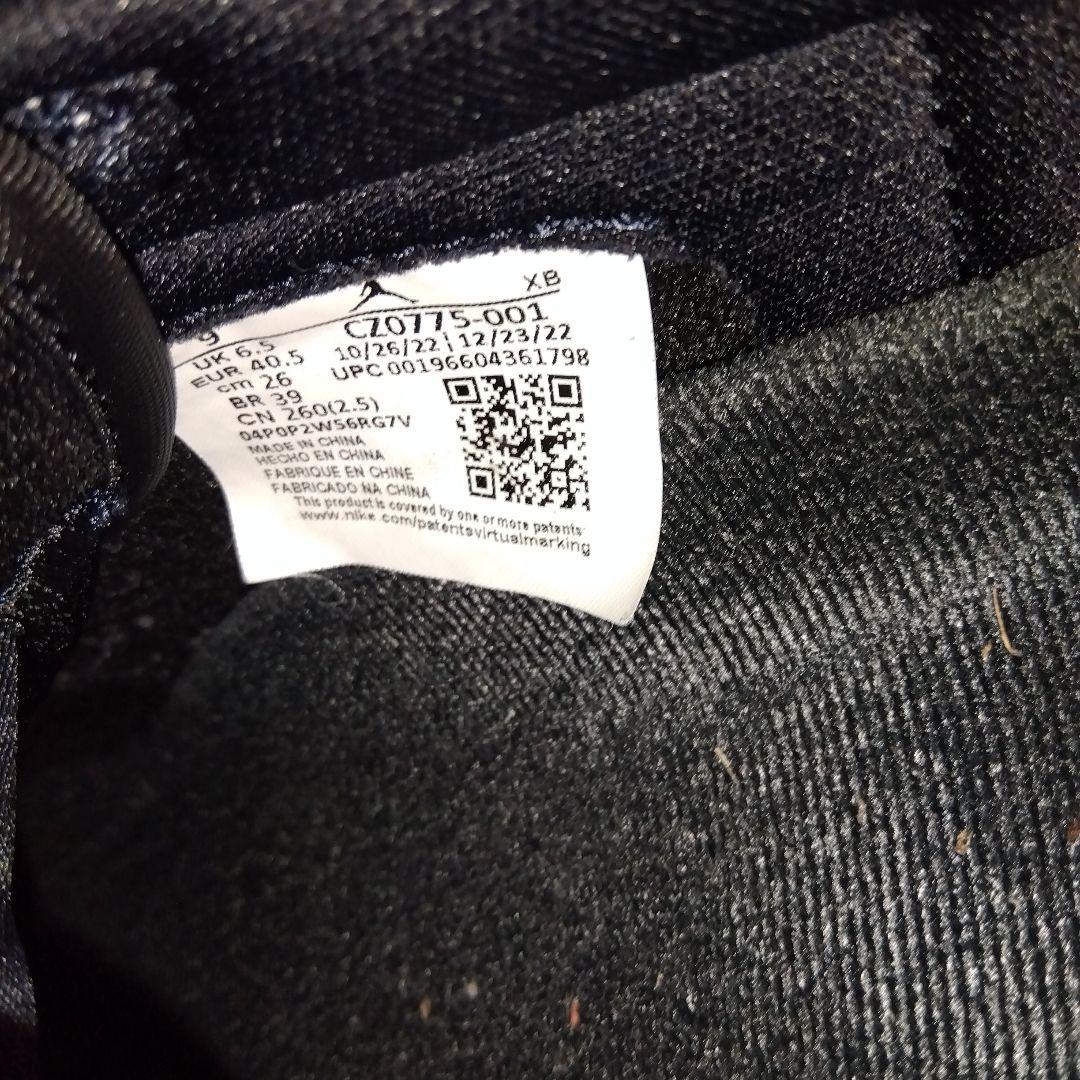 XB
9
CZ0775-001
UK 6.5
10/26/22 \ 12/23/22
EUR 40.5
UPC 00196604361798
cm 26
BR 39
CN 260(2.5)
04P0P2W56RG7V
MADE IN CHINA
HECHO EN CHINA
FABRIQUE EN CHINE
FABRICADO NA CHINA
This product is covered by one or more patents:
www.nike.com/patentsvirtualmarking